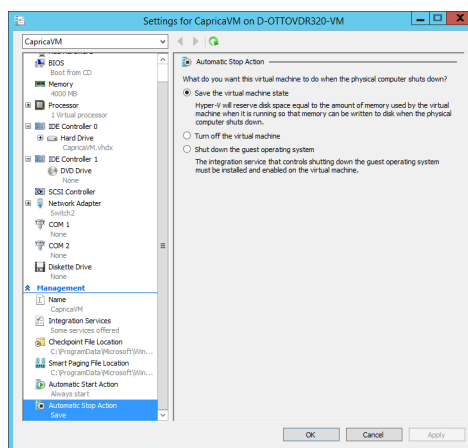 Settings for CapricaVM on D-OTTOVDR320-VM
CapricaVM
BIOS
Boot from CD
Memory
4000 MB
Processor
1 Virtual processor
IDE Controller 0
Hard Drive
CapricaVM.vhdx
IDE Controller 1
DVD Drive
None
SCSI Controller
Network Adapter
Switch2
COM 1
None
COM 2
None
Diskette Drive
None
Management
Name
CapricaVM
Integration Services
Some services offered
Checkpoint File Location
C:\ProgramData\Microsoft\Win...
Smart Paging File Location
C:\ProgramData\Microsoft\Win...
Automatic Start Action
Always start
Automatic Stop Action
Save
Automatic Stop Action
What do you want this virtual machine to do when the physical computer shuts down?
Save the virtual machine state
Hyper-V will reserve disk space equal to the amount of memory used by the virtual
machine when it is running so that memory can be written to disk when the physical
computer shuts down.
Turn off the virtual machine
Shut down the guest operating system
The integration service that controls shutting down the guest operating system
must be installed and enabled on the virtual machine.
OK
Cancel
Apply